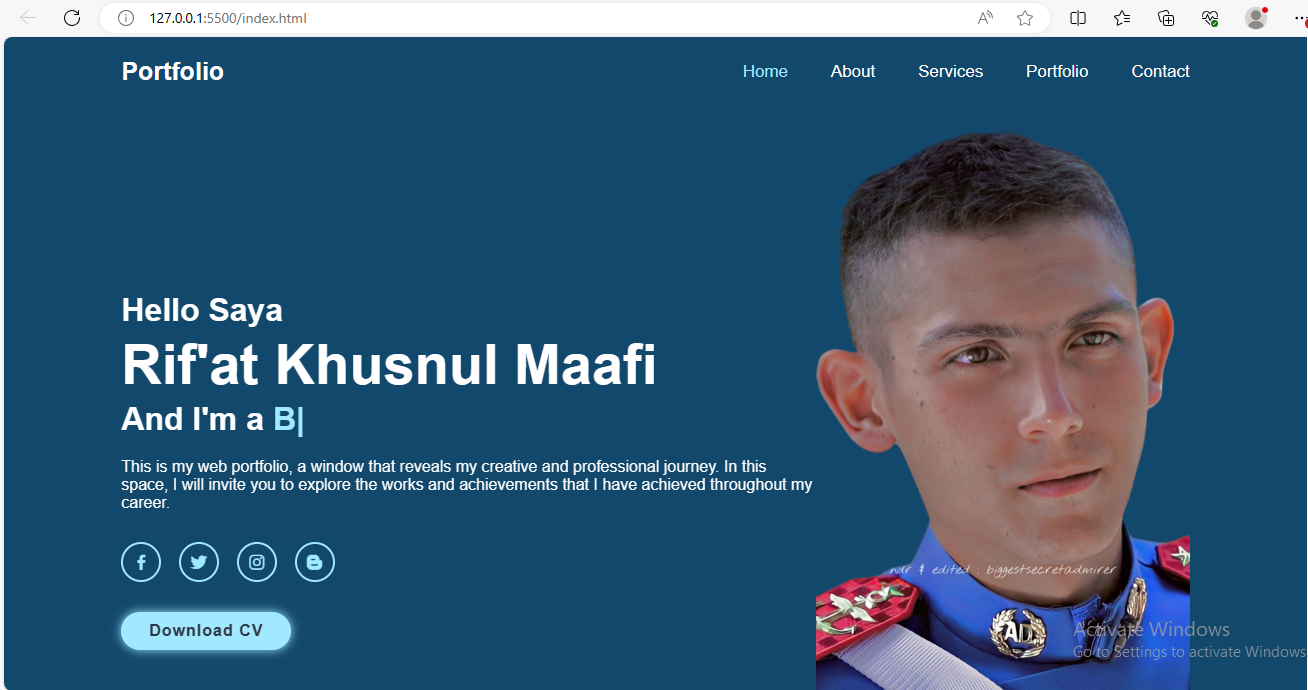 127.0.0.1:5500/index.html
Portfolio
Home About Services Portfolio Contact
Hello Saya
Rif'at Khusnul Maafi
And I'm a B|
This is my web portfolio, a window that reveals my creative and professional journey. In this
space, I will invite you to explore the works and achievements that I have achieved throughout my
career.
Download CV
ndr & edited : biggestsecretadmirer
AD
Activate Windows
Go to Settings to activate Windows